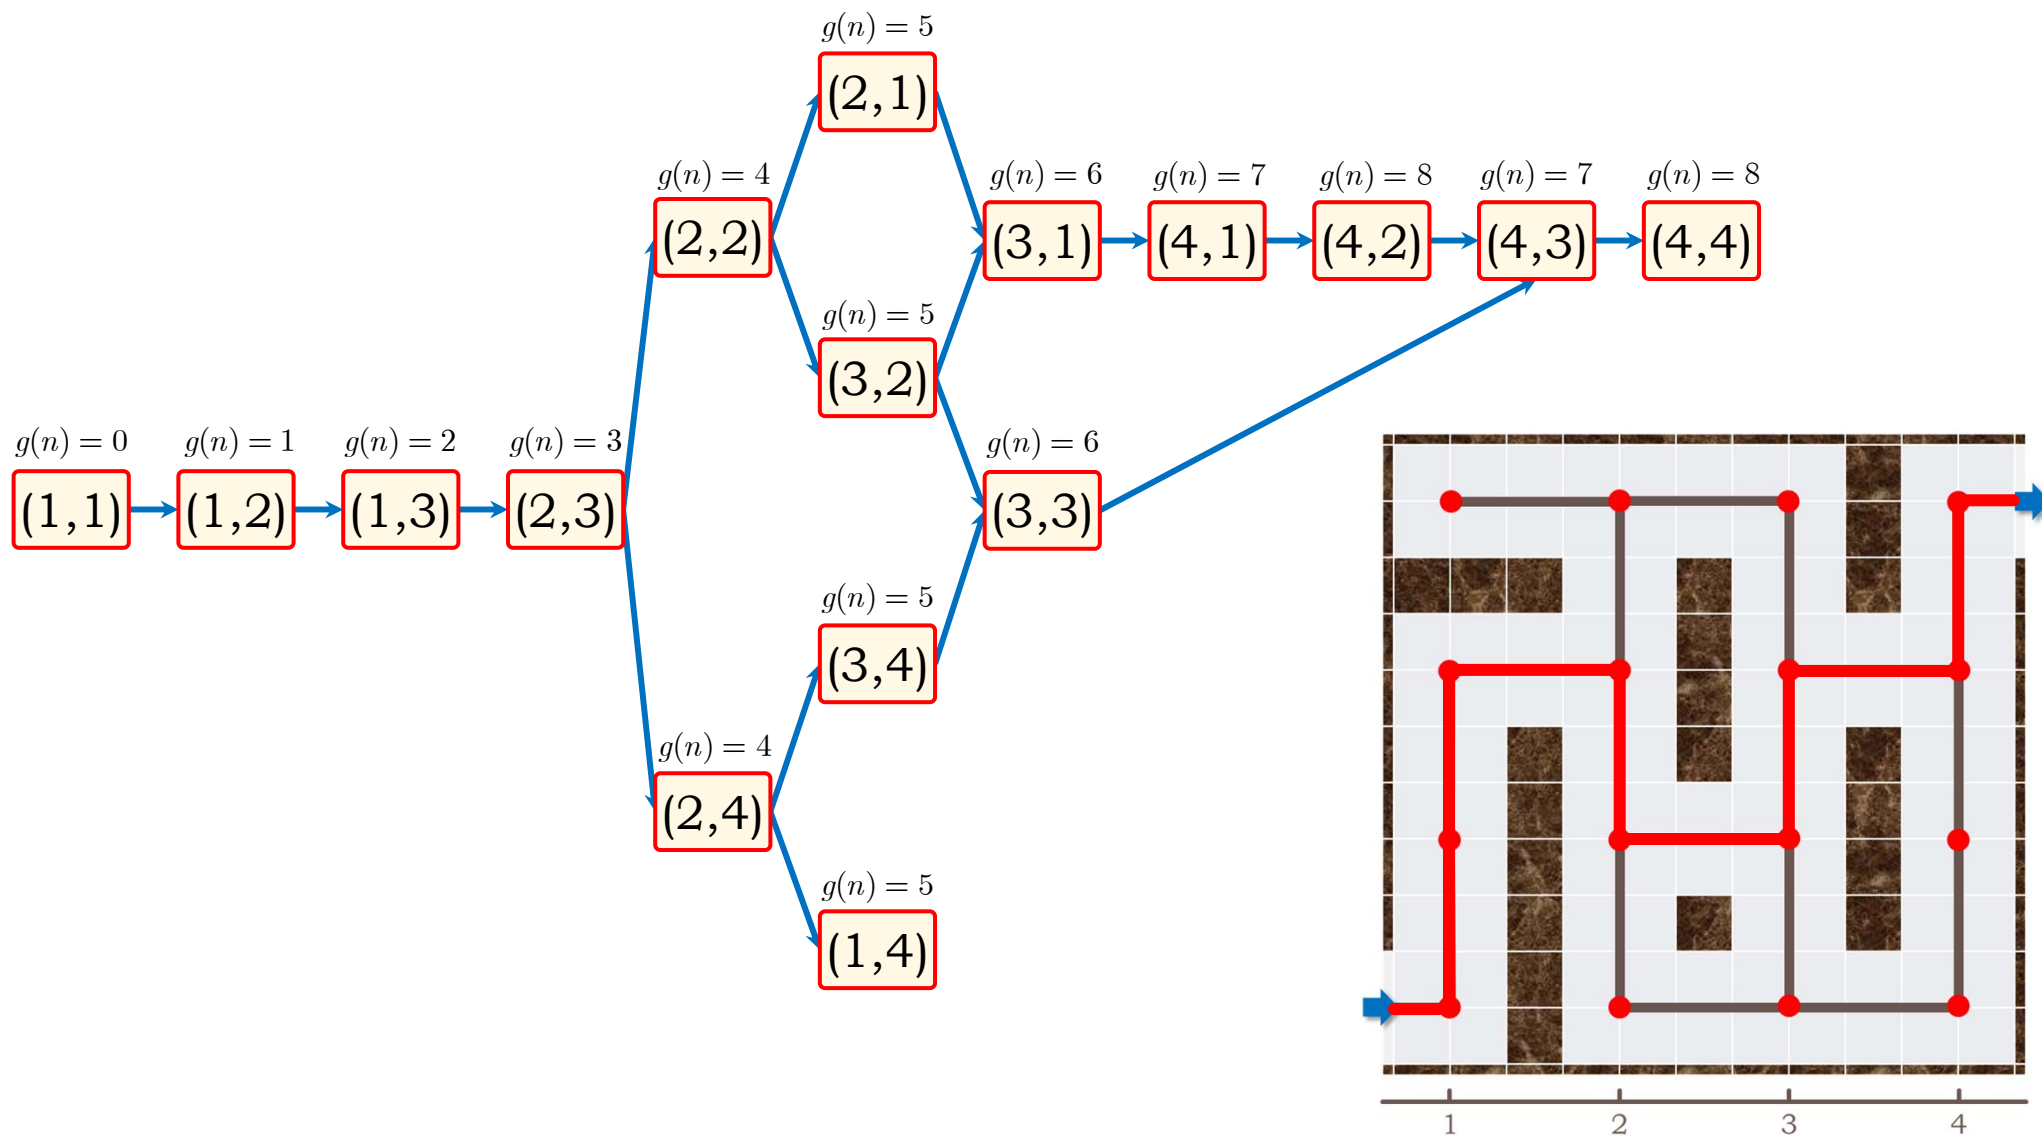 g(n) = 5
(2,1)
g(n) = 4
(2,2)
g(n) = 6
(3,1)
g(n) = 7
(4,1)
g(n) = 8
(4,2)
g(n) = 7
(4,3)
g(n) = 8
(4,4)
g(n) = 5
(3,2)
g(n) = 0
(1,1)
g(n) = 1
(1,2)
g(n) = 2
(1,3)
g(n) = 3
(2,3)
g(n) = 6
(3,3)
g(n) = 5
(3,4)
g(n) = 4
(2,4)
g(n) = 5
(1,4)
1 2 3 4